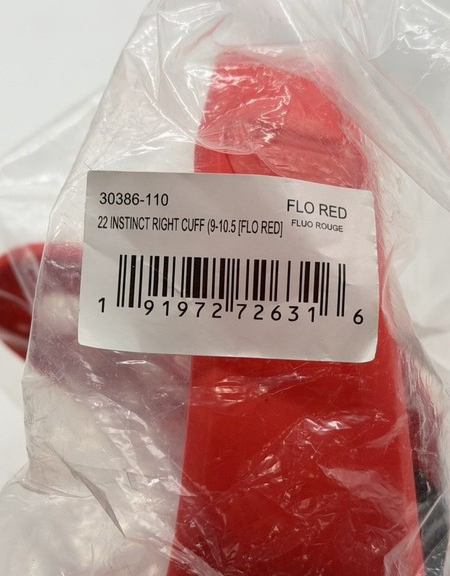 30386-110
FLO RED
22 INSTINCT RIGHT CUFF (9-10.5 [FLO RED]
FLUO ROUGE
1 91972 72631 6